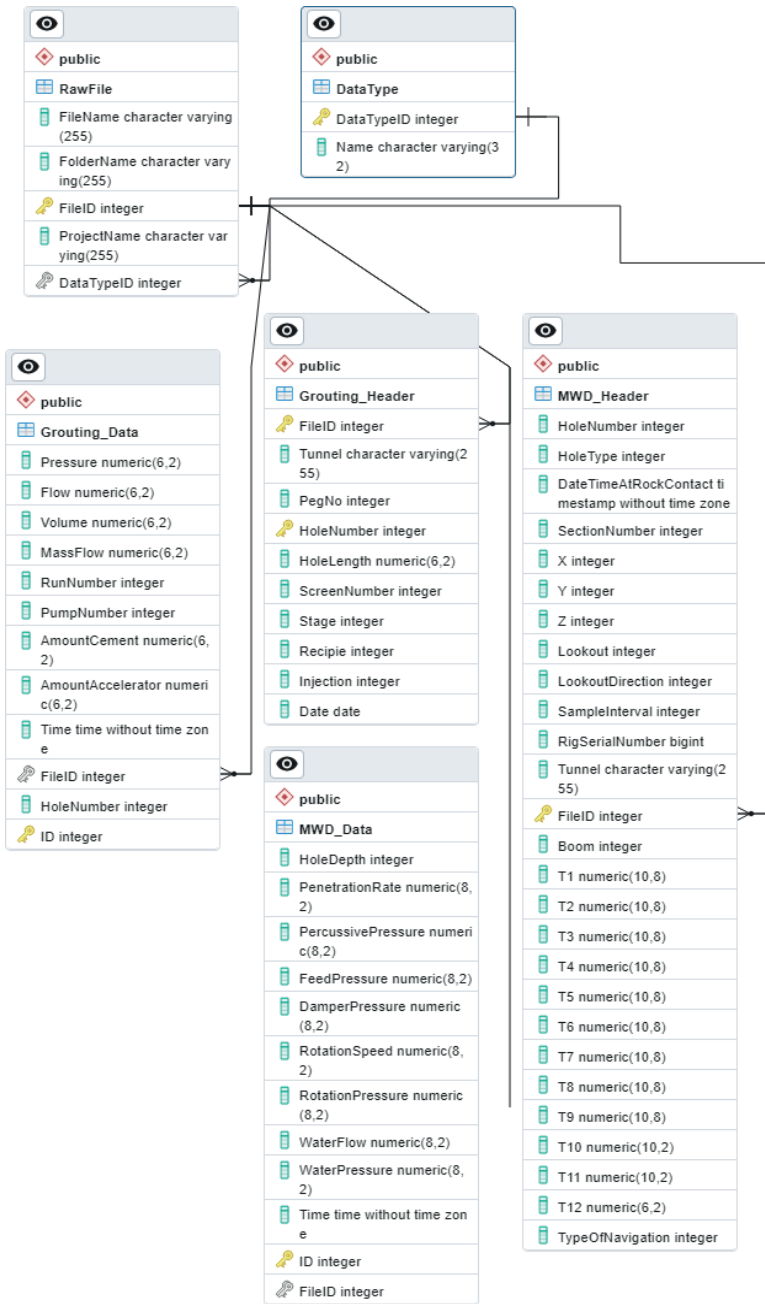 public
RawFile
FileName character varying
(255)
FolderName character vary
ing(255)
FileID integer
ProjectName character var
ying(255)
DataTypeID integer
public
DataType
DataTypeID integer
Name character varying(3
2)
public
Grouting_Data
Pressure numeric(6,2)
Flow numeric(6,2)
Volume numeric(6,2)
MassFlow numeric(6,2)
RunNumber integer
PumpNumber integer
AmountCement numeric(6,
2)
AmountAccelerator numeri
c(6,2)
Time time without time zon
e
FileID integer
HoleNumber integer
ID integer
public
Grouting_Header
FileID integer
Tunnel character varying(2
55)
PegNo integer
HoleNumber integer
HoleLength numeric(6,2)
ScreenNumber integer
Stage integer
Recipie integer
Injection integer
Date date
public
MWD_Data
HoleDepth integer
PenetrationRate numeric(8,
2)
PercussivePressure numeri
c(8,2)
FeedPressure numeric(8,2)
DamperPressure numeric
(8,2)
RotationSpeed numeric(8,
2)
RotationPressure numeric
(8,2)
WaterFlow numeric(8,2)
WaterPressure numeric(8,
2)
Time time without time zon
e
ID integer
FileID integer
public
MWD_Header
HoleNumber integer
HoleType integer
DateTimeAtRockContact ti
mestamp without time zone
SectionNumber integer
X integer
Y integer
Z integer
Lookout integer
LookoutDirection integer
SampleInterval integer
RigSerialNumber bigint
Tunnel character varying(2
55)
FileID integer
Boom integer
T1 numeric(10,8)
T2 numeric(10,8)
T3 numeric(10,8)
T4 numeric(10,8)
T5 numeric(10,8)
T6 numeric(10,8)
T7 numeric(10,8)
T8 numeric(10,8)
T9 numeric(10,8)
T10 numeric(10,2)
T11 numeric(10,2)
T12 numeric(6,2)
TypeOfNavigation integer